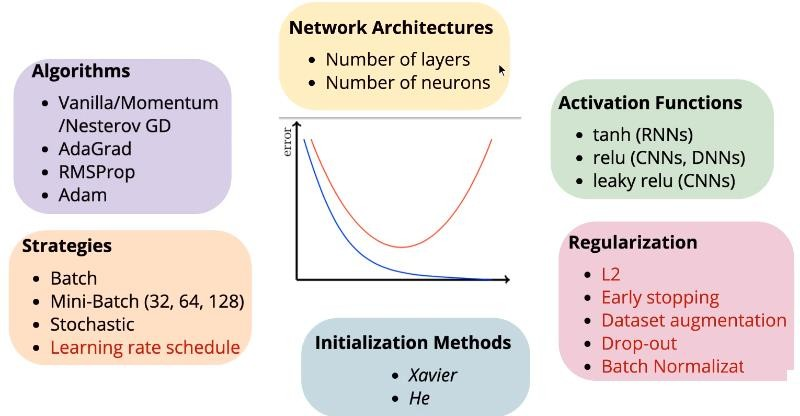 Network Architectures
• Number of layers
• Number of neurons
Algorithms
• Vanilla/Momentum
/Nesterov GD
• AdaGrad
• RMSProp
• Adam
Activation Functions
• tanh (RNNs)
• relu (CNNs, DNNs)
• leaky relu (CNNs)
error
Strategies
• Batch
• Mini-Batch (32, 64, 128)
• Stochastic
• Learning rate schedule
Regularization
• L2
• Early stopping
• Dataset augmentation
• Drop-out
• Batch Normalizat
Initialization Methods
• Xavier
• He